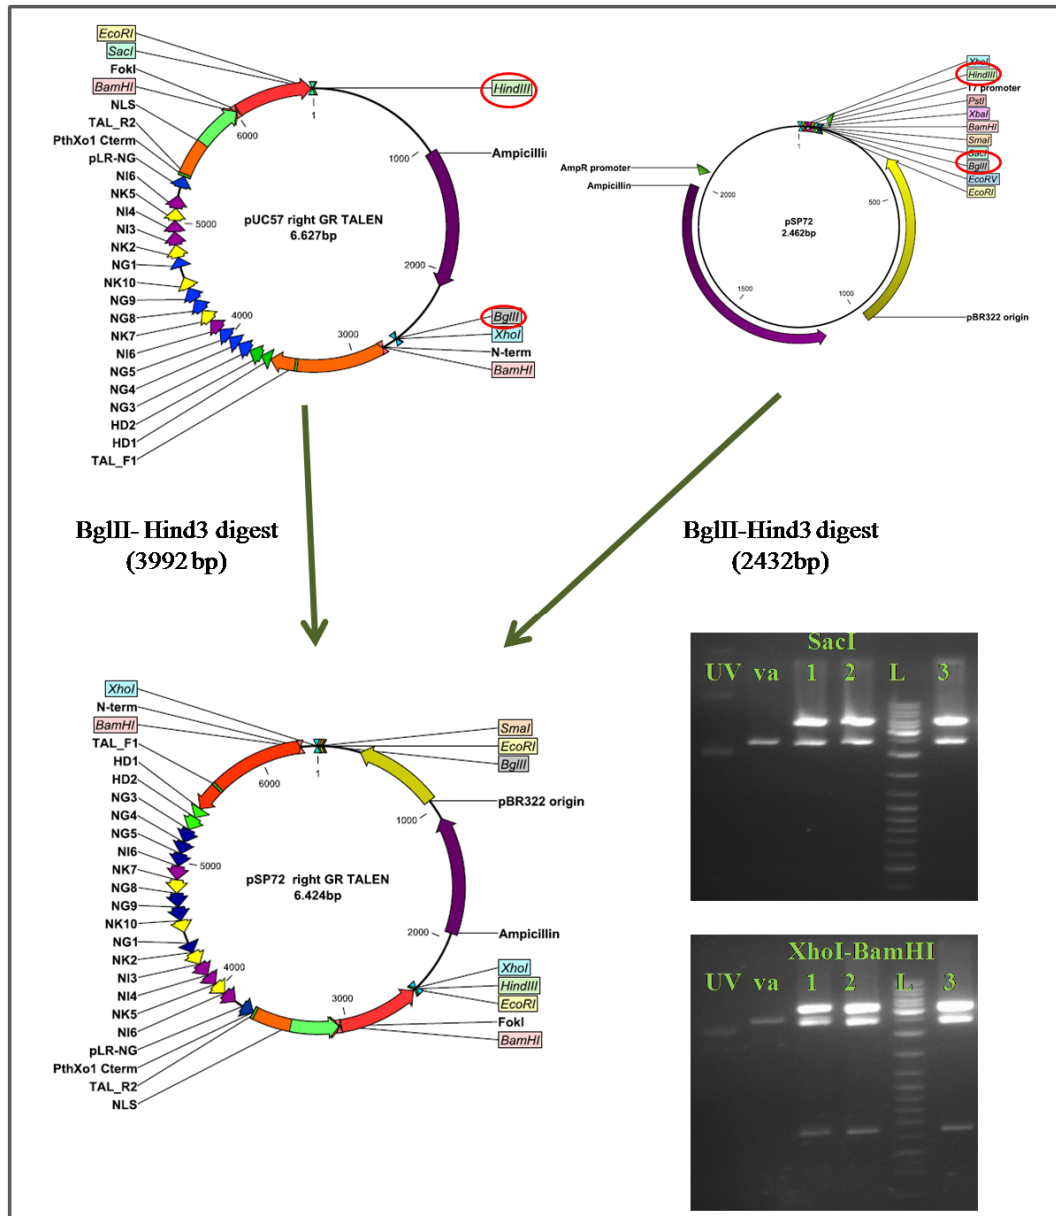 EcoRI
SacI
FokI
BamHI
NLS
TAL_R2
PthXo1 Cterm
pLR-NG
NI6
NK5
NI4
NI3
NK2
NG1
NK10
NG9
NG8
NK7
NI6
NG5
NG4
NG3
HD2
HD1
TAL_F1
HindIII
Ampicillin
BglII
XhoI
N-term
BamHI
1
1000
2000
3000
4000
5000
6000
pUC57 right GR TALEN
6.627bp
XhoI
HindIII
T7 promoter
PstI
XbaI
BamHI
SmaI
SacI
BglII
EcoRV
EcoRI
AmpR promoter
Ampicillin
pBR322 origin
1
500
1000
1500
2000
pSP72
2.462bp
BglII- Hind3 digest
(3992 bp)
BglII-Hind3 digest
(2432bp)
XhoI
N-term
BamHI
TAL_F1
HD1
HD2
NG3
NG4
NG5
NI6
NK7
NG8
NG9
NK10
NG1
NK2
NI3
NI4
NK5
NI6
pLR-NG
PthXo1 Cterm
TAL_R2
NLS
SmaI
EcoRI
BglII
pBR322 origin
Ampicillin
XhoI
HindIII
EcoRI
FokI
BamHI
1
1000
2000
3000
4000
5000
6000
pSP72 right GR TALEN
6.424bp
SacI
UV va 1 2 L 3
XhoI-BamHI
UV va 1 2 L 3